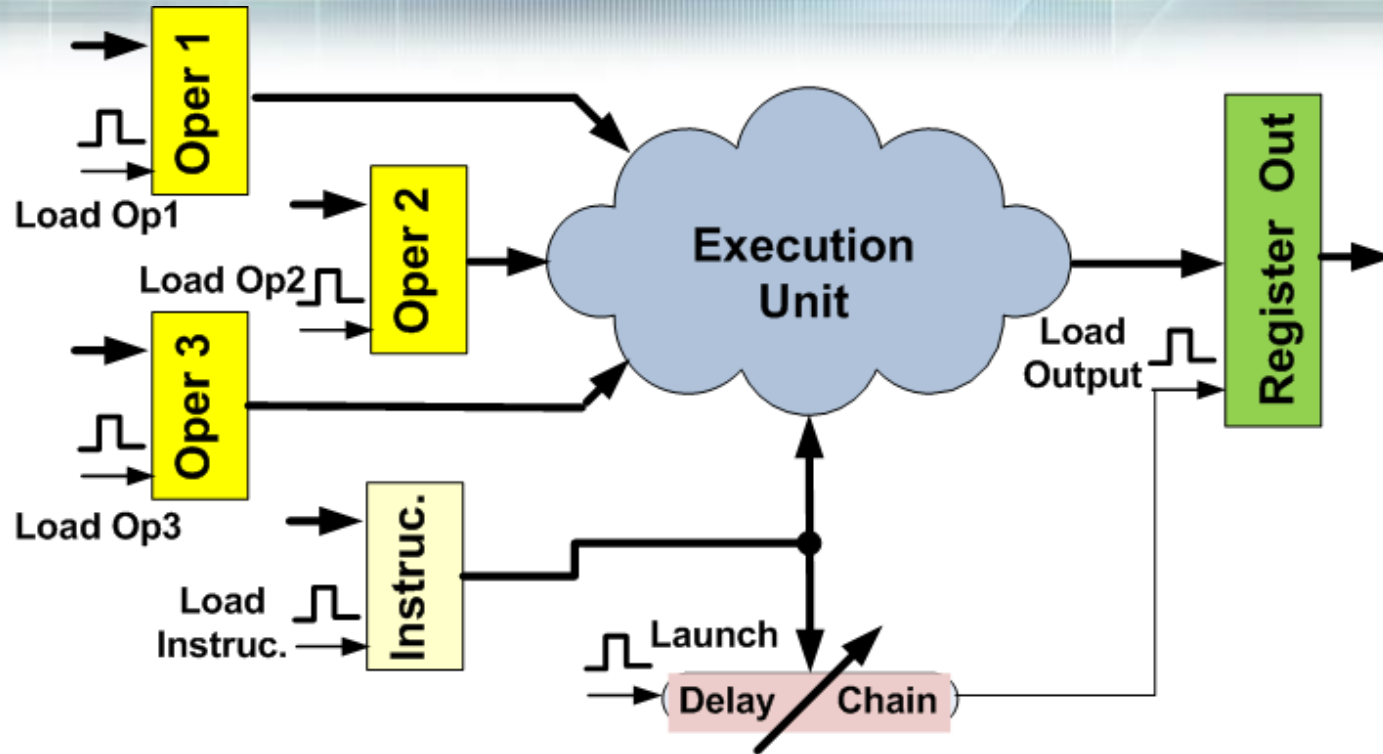 Oper 1
Load Op1
Oper 2
Load Op2
Oper 3
Load Op3
Execution
Unit
Load
Output
Register Out
Instruc.
Load
Instruc.
Launch
Delay Chain